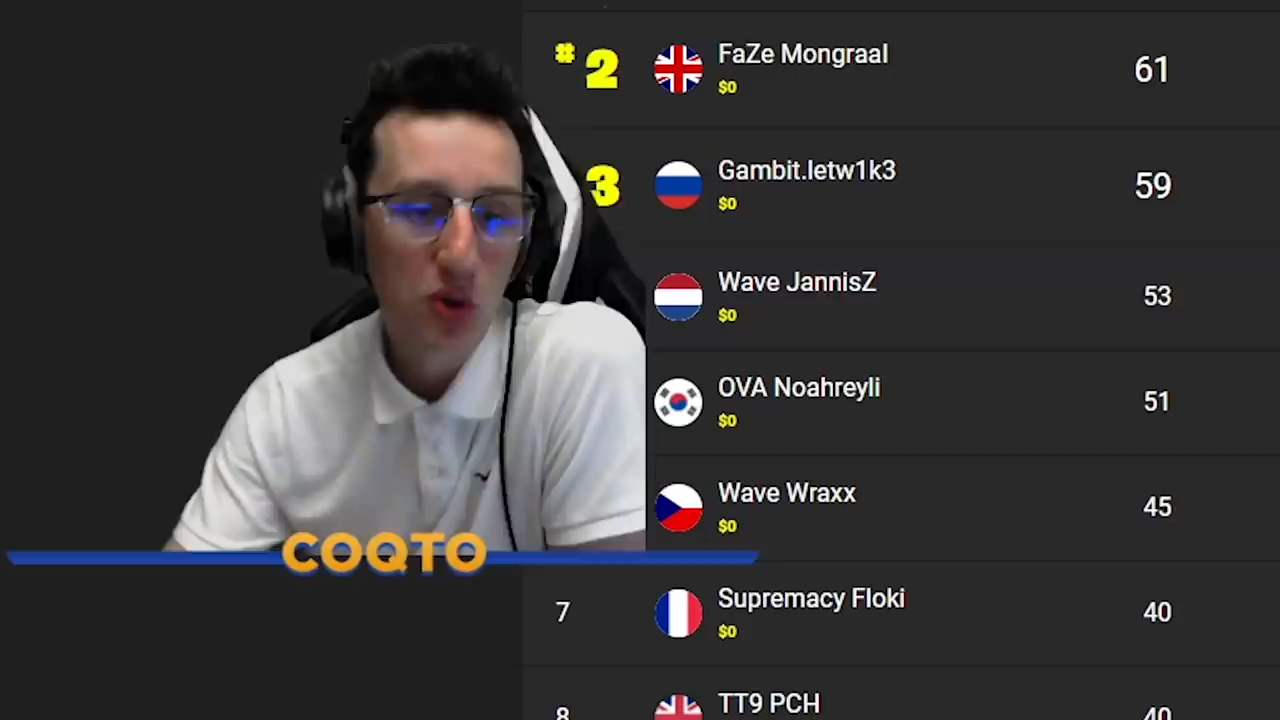 #2 FaZe Mongraal 61
$0
3 Gambit.letw1k3 59
$0
Wave JannisZ 53
$0
OVA Noahreyli 51
$0
Wave Wraxx 45
$0
COQTO
7 Supremacy Floki 40
$0
8 TT9 PCH 40